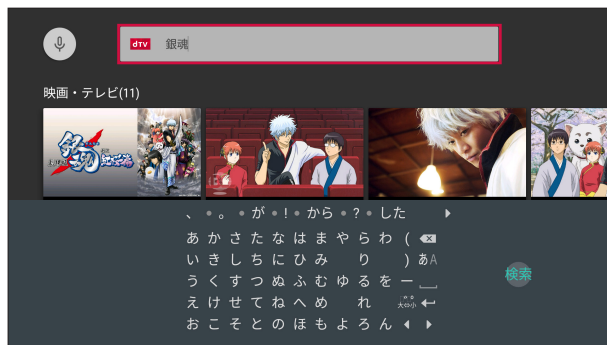 dTV 銀魂
映画・テレビ(11)
銀魂
、 。 が ! から ? した
あ か さ た な は ま や ら わ (
い き し ち に ひ み り ) あA
う く す つ ぬ ふ む ゆ る を ー
え け せ て ね へ め れ 大⇔小
お こ そ と の ほ も よ ろ ん
検索